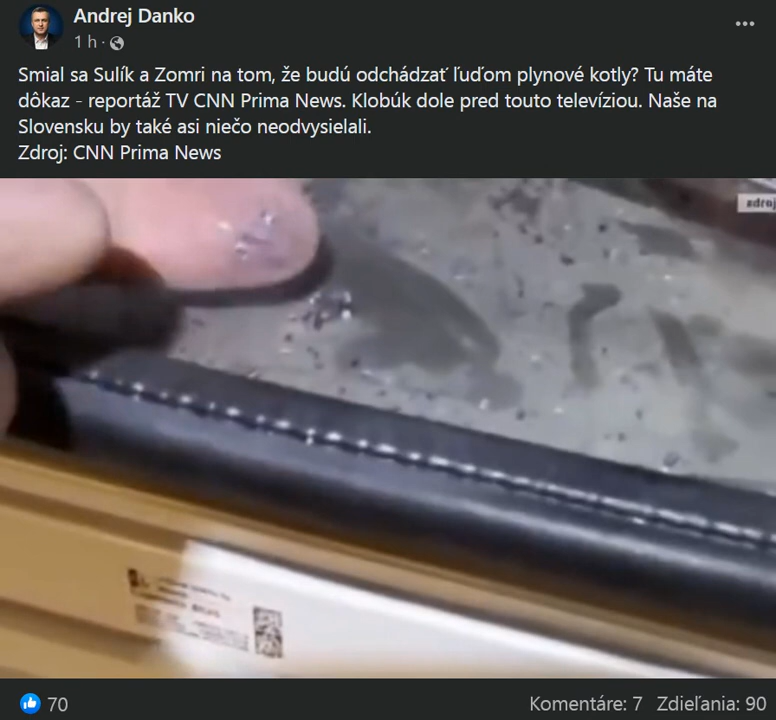 Andrej Danko
1 h ·
Smial sa Sulík a Zomri na tom, že budú odchádzať ľuďom plynové kotly? Tu máte
dôkaz - reportáž TV CNN Prima News. Klobúk dole pred touto televíziou. Naše na
Slovensku by také asi niečo neodvysielali.
Zdroj: CNN Prima News
zdroj
70
Komentáre: 7 Zdieľania: 90